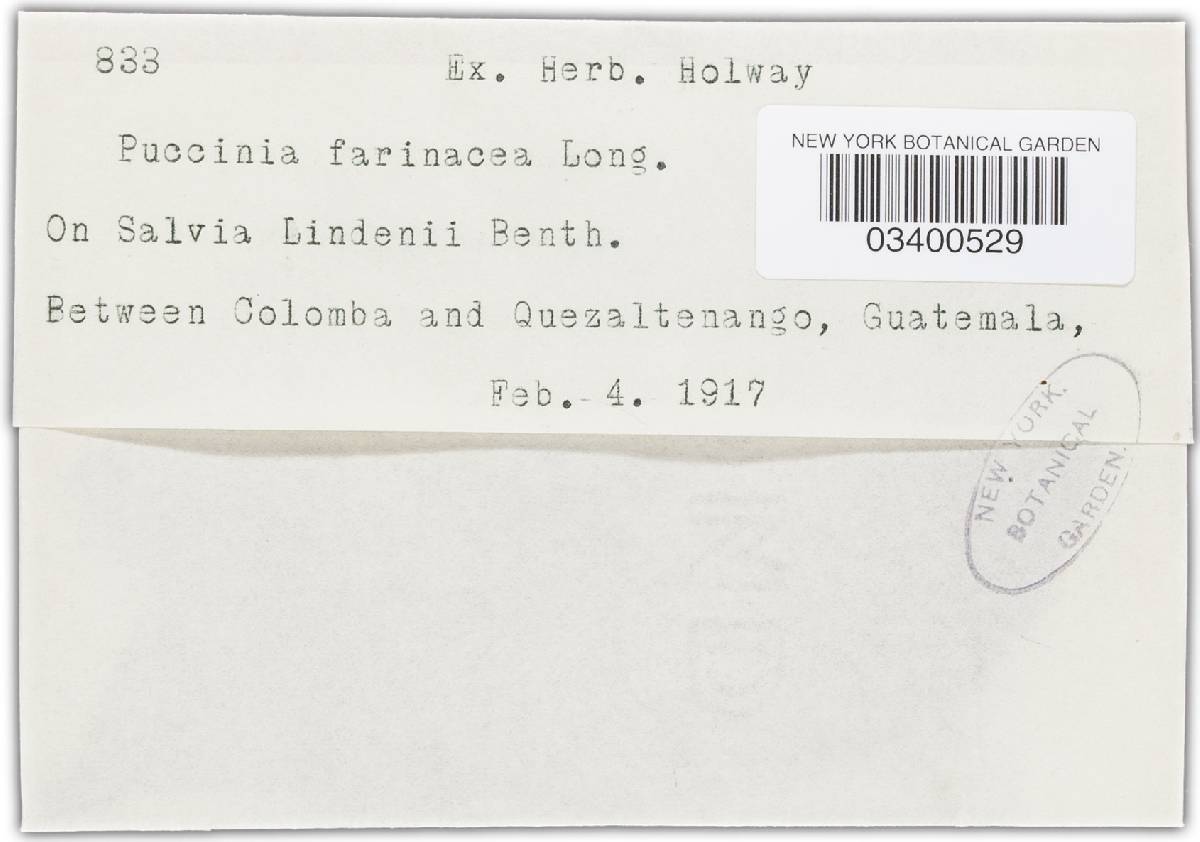 833
Ex. Herb. Holway
Puccinia farinacea Long.
On Salvia Lindenii Benth.
Between Colomba and Quezaltenango, Guatemala,
Feb. 4. 1917
NEW YORK BOTANICAL GARDEN
03400529
NEW YORK.
BOTANICAL
GARDEN.